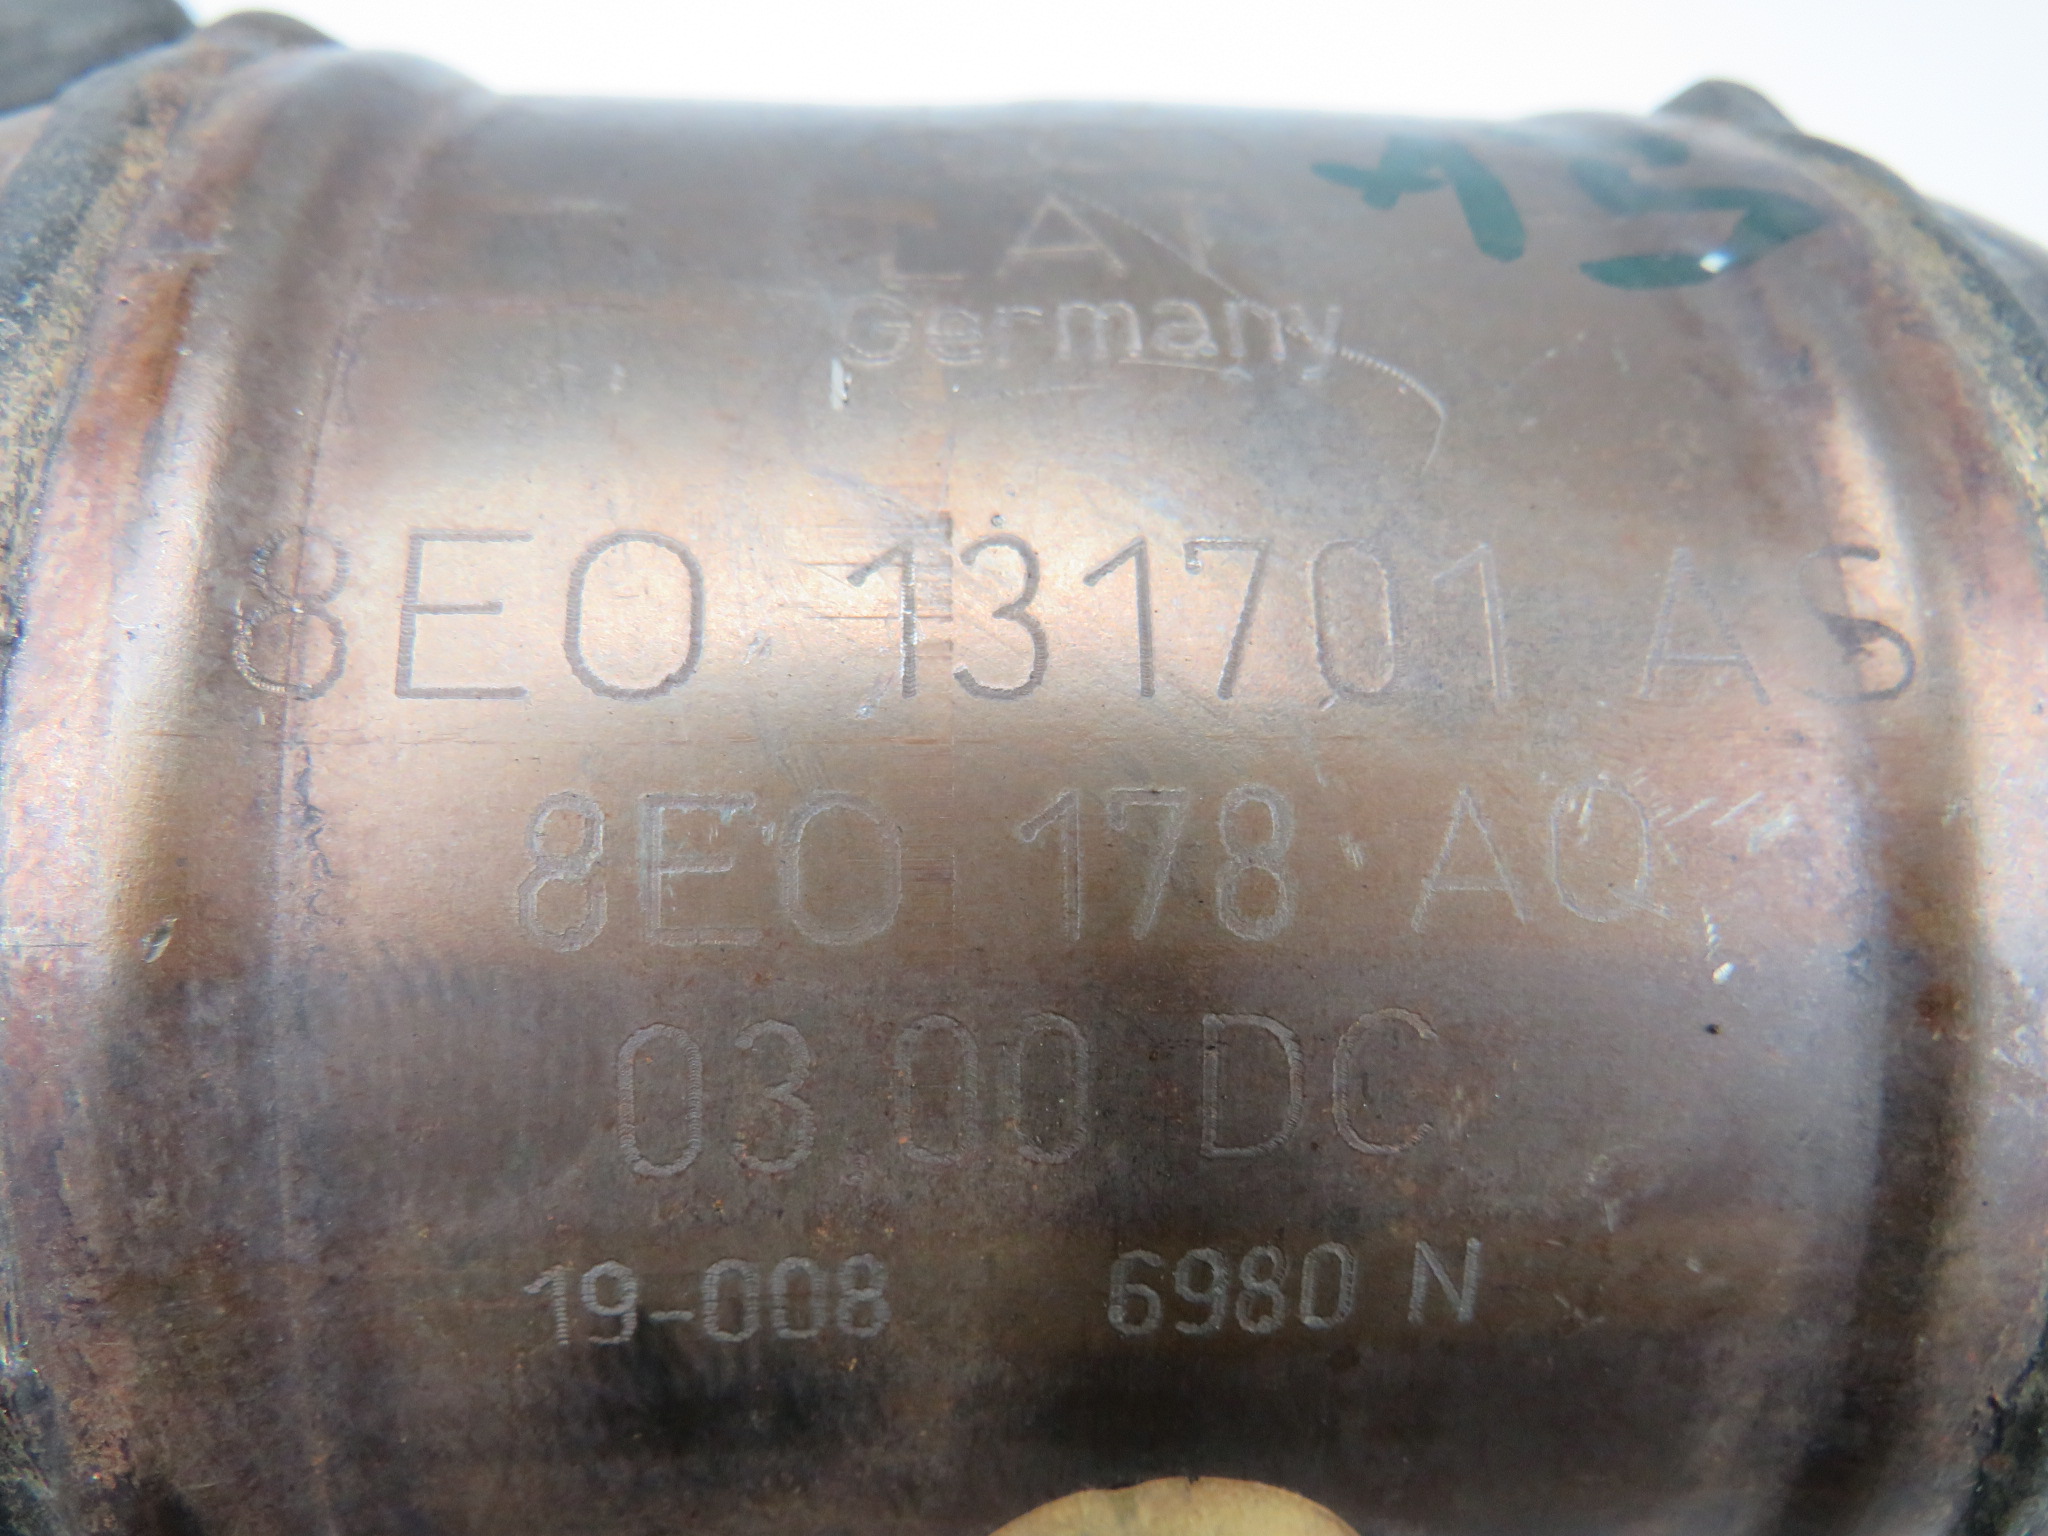 Germany
8E0 131701 AS
8E0 178 AQ
03.00 DC
19-008 6980 N